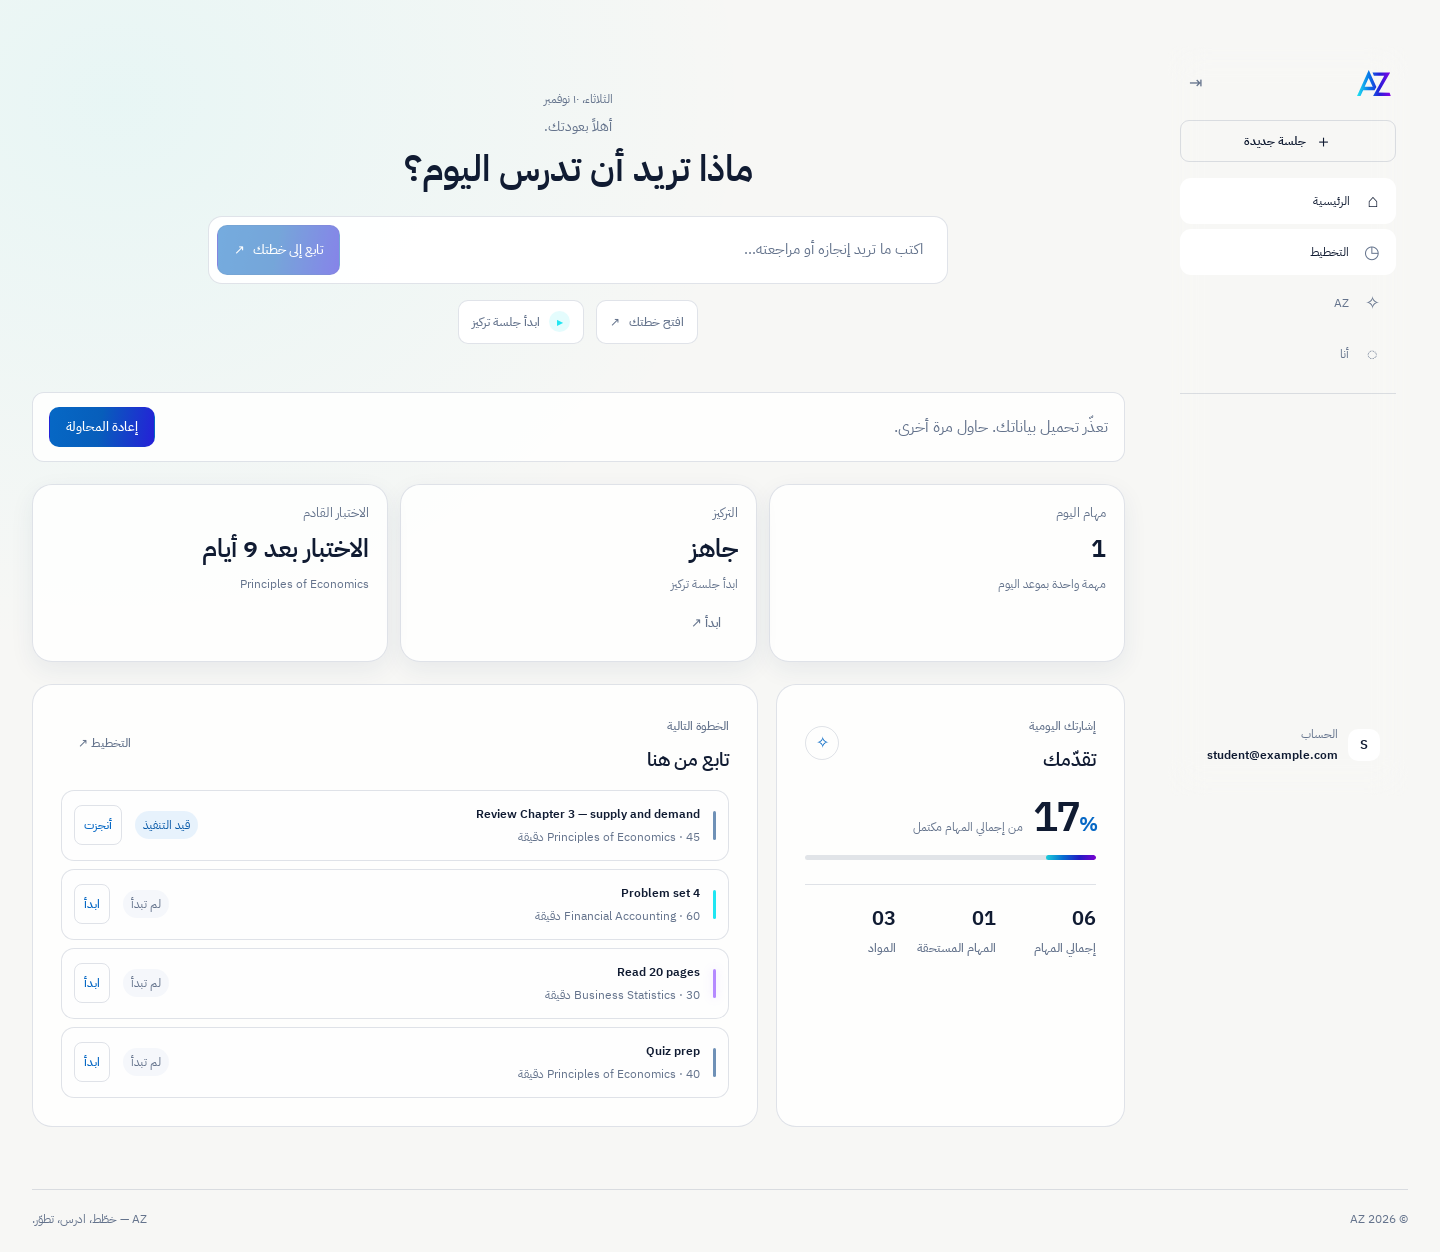 AZ
جلسة جديدة
الرئيسية
التخطيط
AZ
أنا
الحساب
student@example.com
S
الثلاثاء، ١٠ نوفمبر
أهلاً بعودتك.
ماذا تريد أن تدرس اليوم؟
اكتب ما تريد إنجازه أو مراجعته...
تابع إلى خطتك ↗
افتح خطتك ↗
ابدأ جلسة تركيز
تعذّر تحميل بياناتك. حاول مرة أخرى.
إعادة المحاولة
مهام اليوم
1
مهمة واحدة بموعد اليوم
التركيز
جاهز
ابدأ جلسة تركيز
ابدأ ↗
الاختبار القادم
الاختبار بعد 9 أيام
Principles of Economics
إشارتك اليومية
تقدّمك
17%
من إجمالي المهام مكتمل
06
إجمالي المهام
01
المهام المستحقة
03
المواد
الخطوة التالية
تابع من هنا
التخطيط ↗
Review Chapter 3 — supply and demand
Principles of Economics · 45 دقيقة
قيد التنفيذ
أنجزت
Problem set 4
Financial Accounting · 60 دقيقة
لم تبدأ
ابدأ
Read 20 pages
Business Statistics · 30 دقيقة
لم تبدأ
ابدأ
Quiz prep
Principles of Economics · 40 دقيقة
لم تبدأ
ابدأ
© 2026 AZ
AZ — خطّط، ادرس، تطوّر.